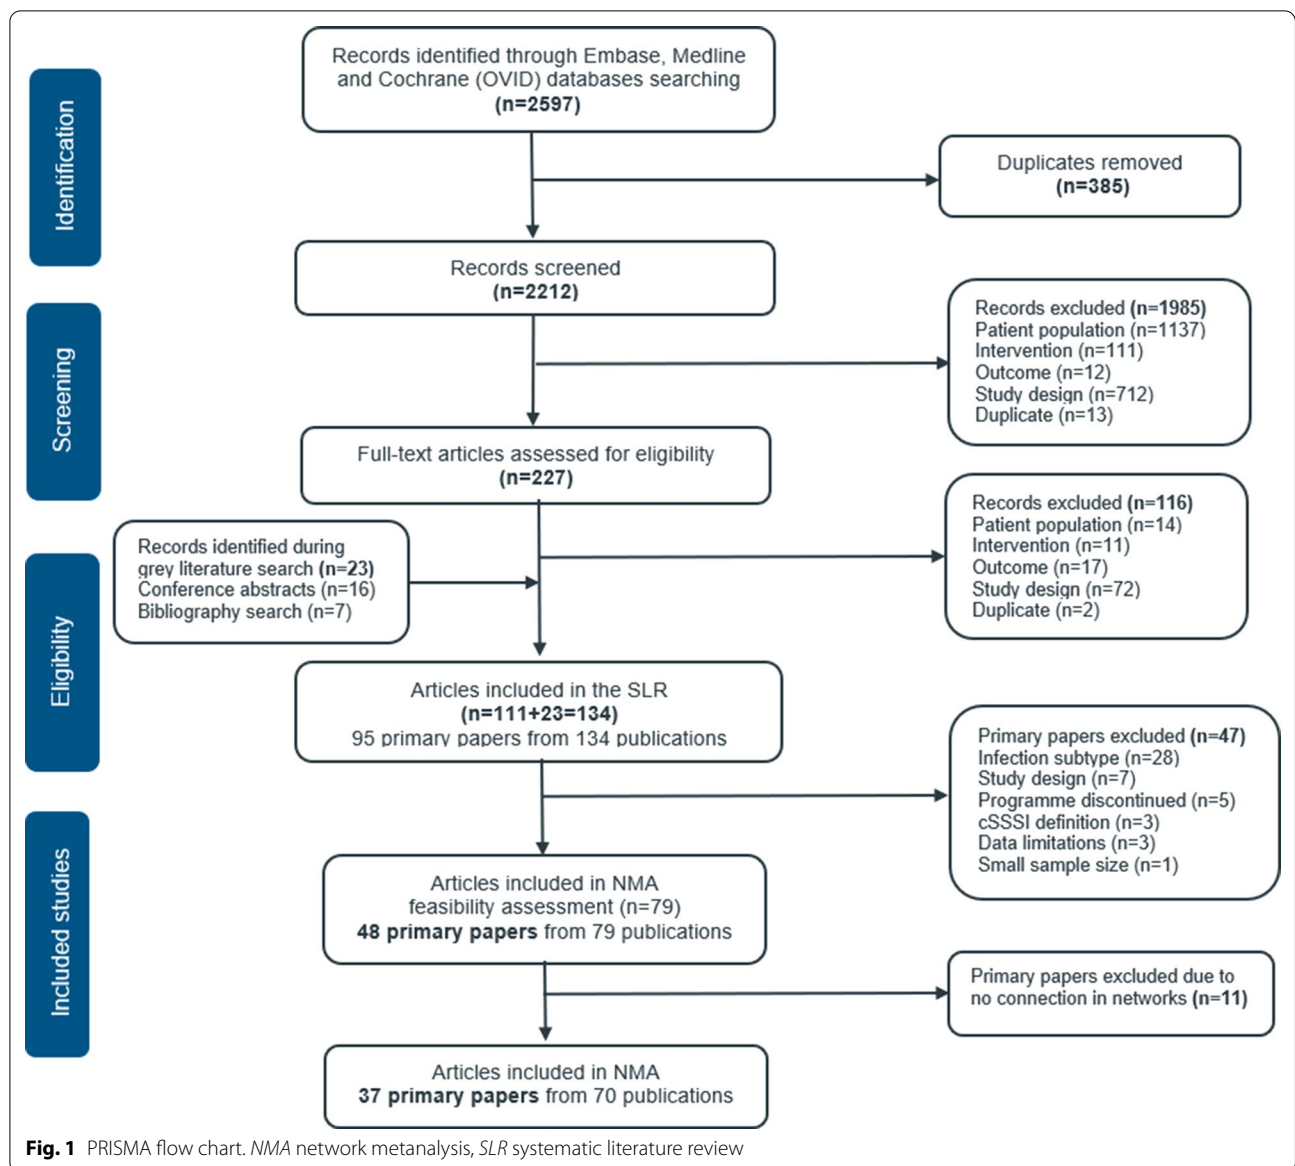 Identification
Records identified through Embase, Medline
and Cochrane (OVID) databases searching
(n=2597)
Duplicates removed
(n=385)
Records screened
(n=2212)
Screening
Records excluded (n=1985)
Patient population (n=1137)
Intervention (n=111)
Outcome (n=12)
Study design (n=712)
Duplicate (n=13)
Full-text articles assessed for eligibility
(n=227)
Records excluded (n=116)
Patient population (n=14)
Intervention (n=11)
Outcome (n=17)
Study design (n=72)
Duplicate (n=2)
Records identified during
grey literature search (n=23)
Conference abstracts (n=16)
Bibliography search (n=7)
Eligibility
Articles included in the SLR
(n=111+23=134)
95 primary papers from 134 publications
Primary papers excluded (n=47)
Infection subtype (n=28)
Study design (n=7)
Programme discontinued (n=5)
cSSSI definition (n=3)
Data limitations (n=3)
Small sample size (n=1)
Included studies
Articles included in NMA
feasibility assessment (n=79)
48 primary papers from 79 publications
Primary papers excluded due to
no connection in networks (n=11)
Articles included in NMA
37 primary papers from 70 publications
Fig. 1 PRISMA flow chart. NMA network metanalysis, SLR systematic literature review